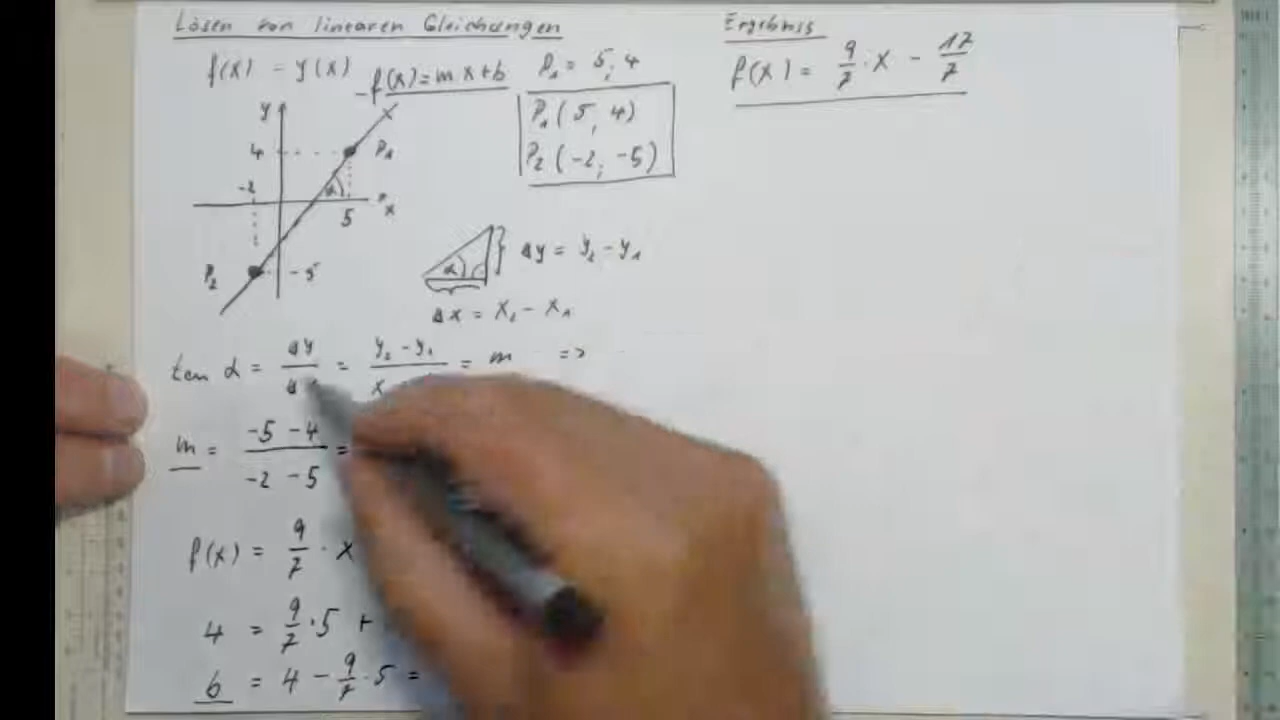 Lösen von linearen Gleichungen
f(x) = y(x) f(x) = m x + b P₁ = 5; 4
P₁ (5; 4)
P₂ (-2; -5)
y
4 P₁
-2 α x
5
P₂ -5
α Δy = y₂ - y₁
Δx = x₂ - x₁
tan α = Δy / Δ = y₂ - y₁ / x = m =>
m = -5 - 4 / -2 - 5 =
f(x) = 9/7 · x
4 = 9/7 · 5 +
b = 4 - 9/7 · 5 =
Ergebnis
f(x) = 9/7 · x - 17/7